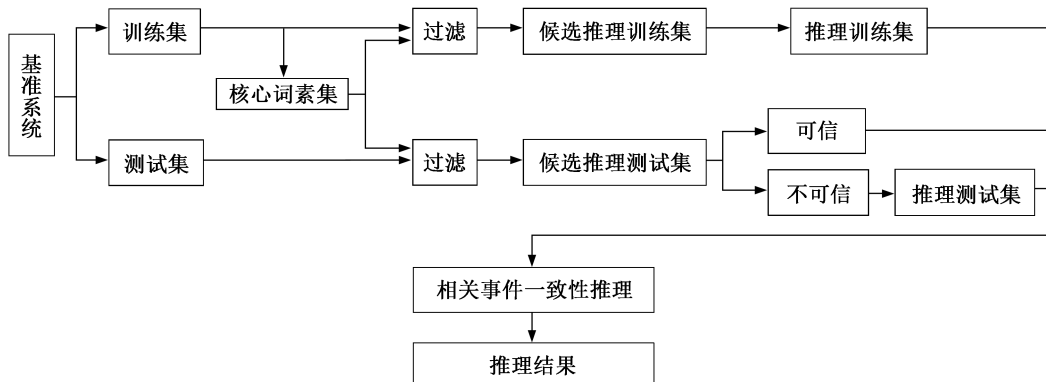 基准系统
训练集
过滤
候选推理训练集
推理训练集
核心词素集
可信
测试集
过滤
候选推理测试集
不可信
推理测试集
相关事件一致性推理
推理结果